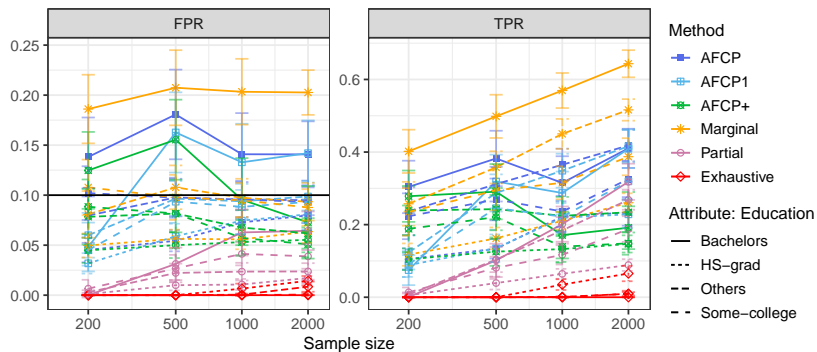 FPR
TPR
0.25
0.20
0.15
0.10
0.05
0.00
0.6
0.4
0.2
0.0
200
500
1000
2000
200
500
1000
2000
Sample size
Method
AFCP
AFCP1
AFCP+
Marginal
Partial
Exhaustive
Attribute: Education
Bachelors
HS−grad
Others
Some−college